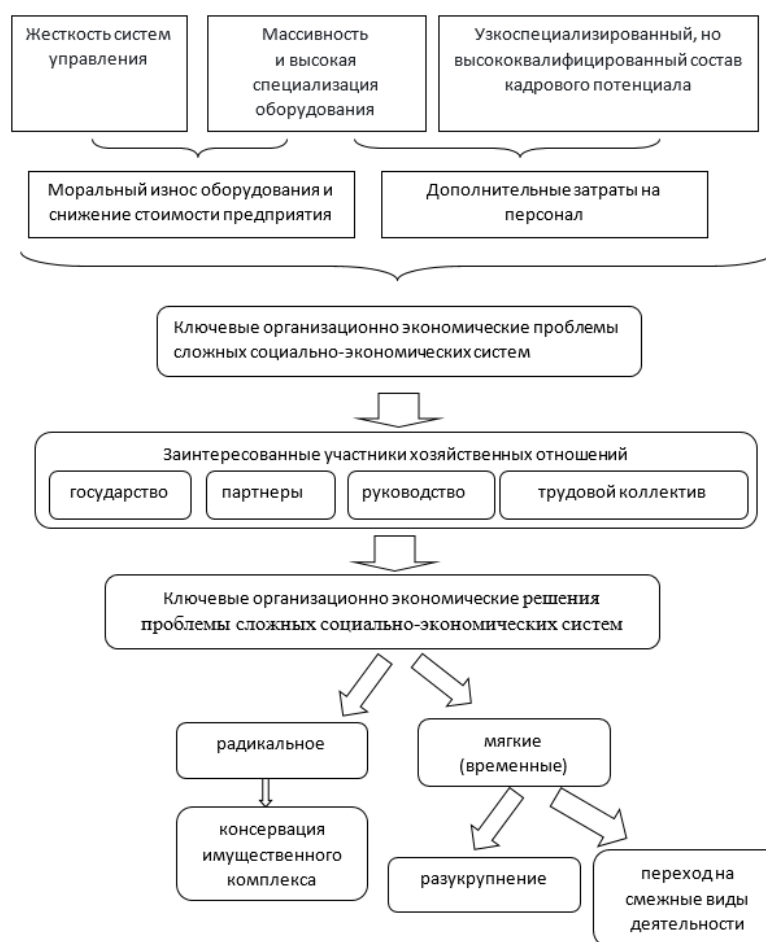 Жесткость систем
управления
Массивность
и высокая
специализация
оборудования
Узкоспециализированный, но
высококвалифицированный состав
кадрового потенциала
Моральный износ оборудования и
снижение стоимости предприятия
Дополнительные затраты на
персонал
Ключевые организационно экономические проблемы
сложных социально-экономических систем
Заинтересованные участники хозяйственных отношений
государство
партнеры
руководство
трудовой коллектив
Ключевые организационно экономические решения
проблемы сложных социально-экономических систем
радикальное
мягкие
(временные)
консервация
имущественного
комплекса
разукрупнение
переход на
смежные виды
деятельности